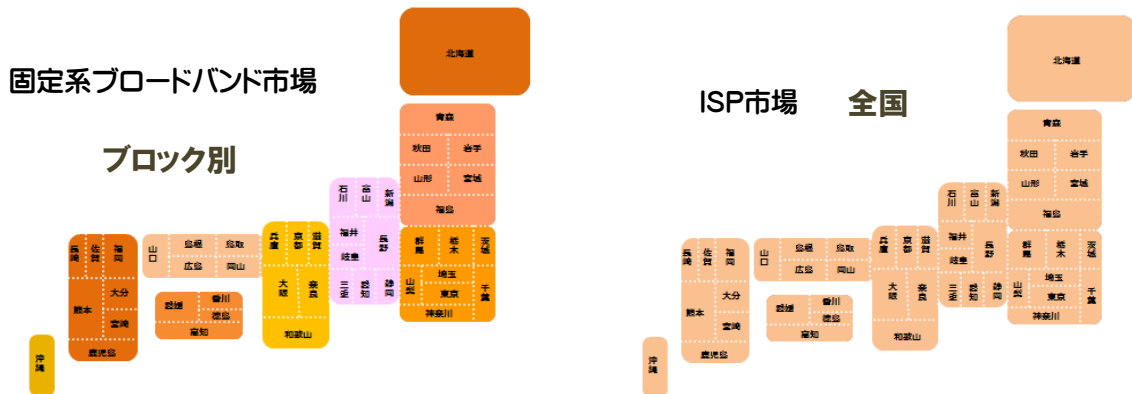 固定系ブロードバンド市場
ブロック別
北海道
青森
秋田 岩手
山形 宮城
福島
石川 富山 新潟
福井 長野
岐阜
三重 愛知 静岡
群馬 栃木 茨城
埼玉
山梨 東京 千葉
神奈川
兵庫 京都 滋賀
大阪 奈良
和歌山
山口 島根 鳥取
広島 岡山
愛媛 香川
徳島
高知
長崎 佐賀 福岡
熊本 大分
宮崎
鹿児島
沖縄
ISP市場 全国
北海道
青森
秋田 岩手
山形 宮城
福島
石川 富山 新潟
福井 長野
岐阜
三重 愛知 静岡
群馬 栃木 茨城
埼玉
山梨 東京 千葉
神奈川
兵庫 京都 滋賀
大阪 奈良
和歌山
山口 島根 鳥取
広島 岡山
愛媛 香川
徳島
高知
長崎 佐賀 福岡
熊本 大分
宮崎
鹿児島
沖縄